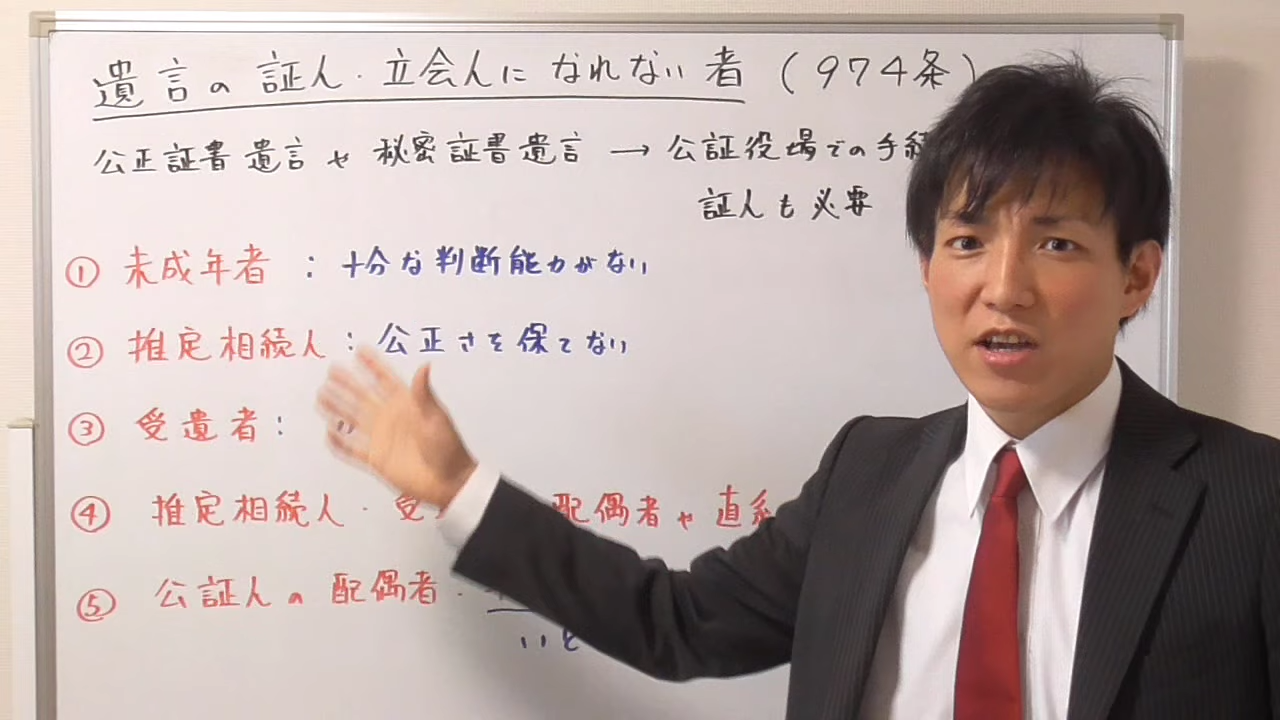 遺言の証人・立会人になれない者（974条）
公正証書遺言や秘密証書遺言→公証役場での手続
証人も必要
① 未成年者：十分な判断能力がない
② 推定相続人：公正さを保てない
③ 受遺者： 〃
④ 推定相続人・受 配偶者や直系
⑤ 公証人の配偶者・
いと